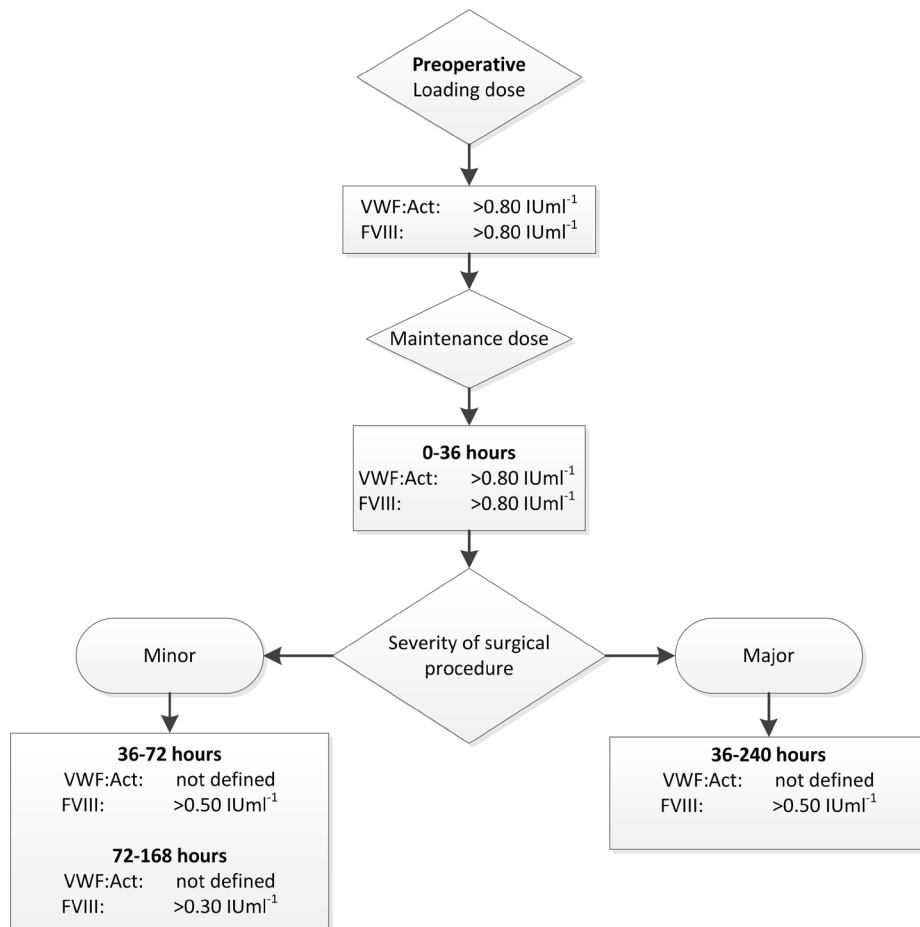 Preoperative
Loading dose
VWF:Act: >0.80 IUml⁻¹
FVIII: >0.80 IUml⁻¹
Maintenance dose
0-36 hours
VWF:Act: >0.80 IUml⁻¹
FVIII: >0.80 IUml⁻¹
Severity of surgical
procedure
Minor
Major
36-72 hours
VWF:Act: not defined
FVIII: >0.50 IUml⁻¹
72-168 hours
VWF:Act: not defined
FVIII: >0.30 IUml⁻¹
36-240 hours
VWF:Act: not defined
FVIII: >0.50 IUml⁻¹